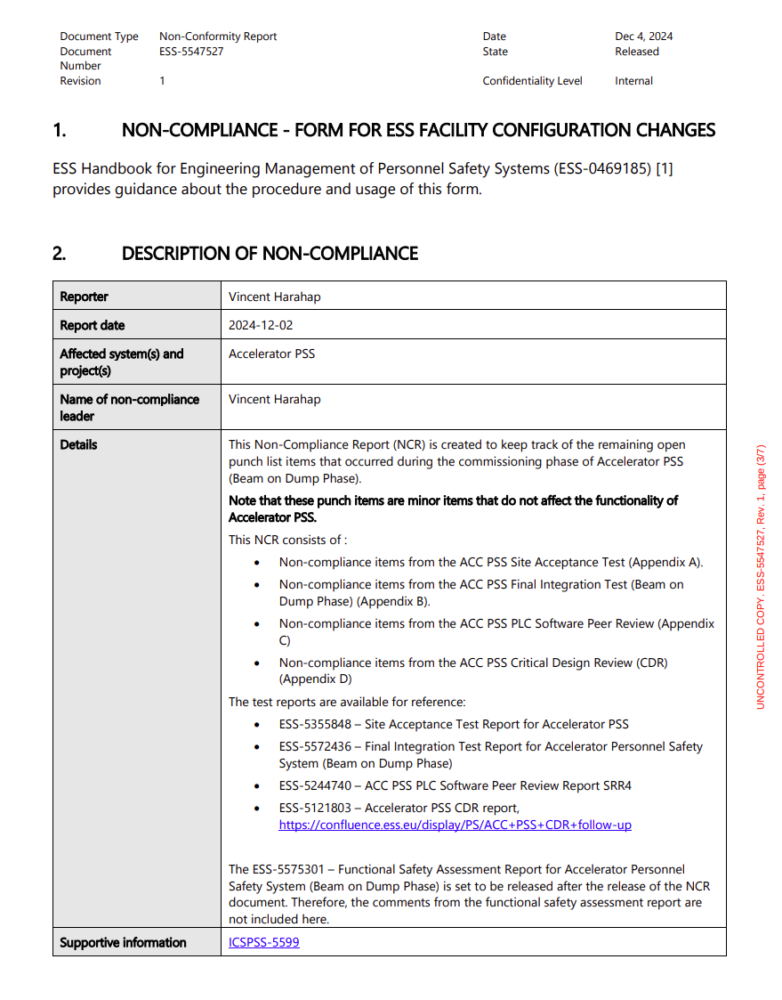 Document Type Non-Conformity Report Date Dec 4, 2024
Document Number ESS-5547527 State Released
Revision 1 Confidentiality Level Internal
1. NON-COMPLIANCE - FORM FOR ESS FACILITY CONFIGURATION CHANGES
ESS Handbook for Engineering Management of Personnel Safety Systems (ESS-0469185) [1]
provides guidance about the procedure and usage of this form.
2. DESCRIPTION OF NON-COMPLIANCE
Reporter Vincent Harahap
Report date 2024-12-02
Affected system(s) and
project(s)
Accelerator PSS
Name of non-compliance
leader
Vincent Harahap
Details
This Non-Compliance Report (NCR) is created to keep track of the remaining open
punch list items that occurred during the commissioning phase of Accelerator PSS
(Beam on Dump Phase).
Note that these punch items are minor items that do not affect the functionality of
Accelerator PSS.
This NCR consists of :
• Non-compliance items from the ACC PSS Site Acceptance Test (Appendix A).
• Non-compliance items from the ACC PSS Final Integration Test (Beam on
Dump Phase) (Appendix B).
• Non-compliance items from the ACC PSS PLC Software Peer Review (Appendix
C)
• Non-compliance items from the ACC PSS Critical Design Review (CDR)
(Appendix D)
The test reports are available for reference:
• ESS-5355848 – Site Acceptance Test Report for Accelerator PSS
• ESS-5572436 – Final Integration Test Report for Accelerator Personnel Safety
System (Beam on Dump Phase)
• ESS-5244740 – ACC PSS PLC Software Peer Review Report SRR4
• ESS-5121803 – Accelerator PSS CDR report,
https://confluence.ess.eu/display/PS/ACC+PSS+CDR+follow-up
The ESS-5575301 – Functional Safety Assessment Report for Accelerator Personnel
Safety System (Beam on Dump Phase) is set to be released after the release of the NCR
document. Therefore, the comments from the functional safety assessment report are
not included here.
Supportive information ICSPSS-5599
UNCONTROLLED COPY. ESS-5547527, Rev. 1, page (3/7)